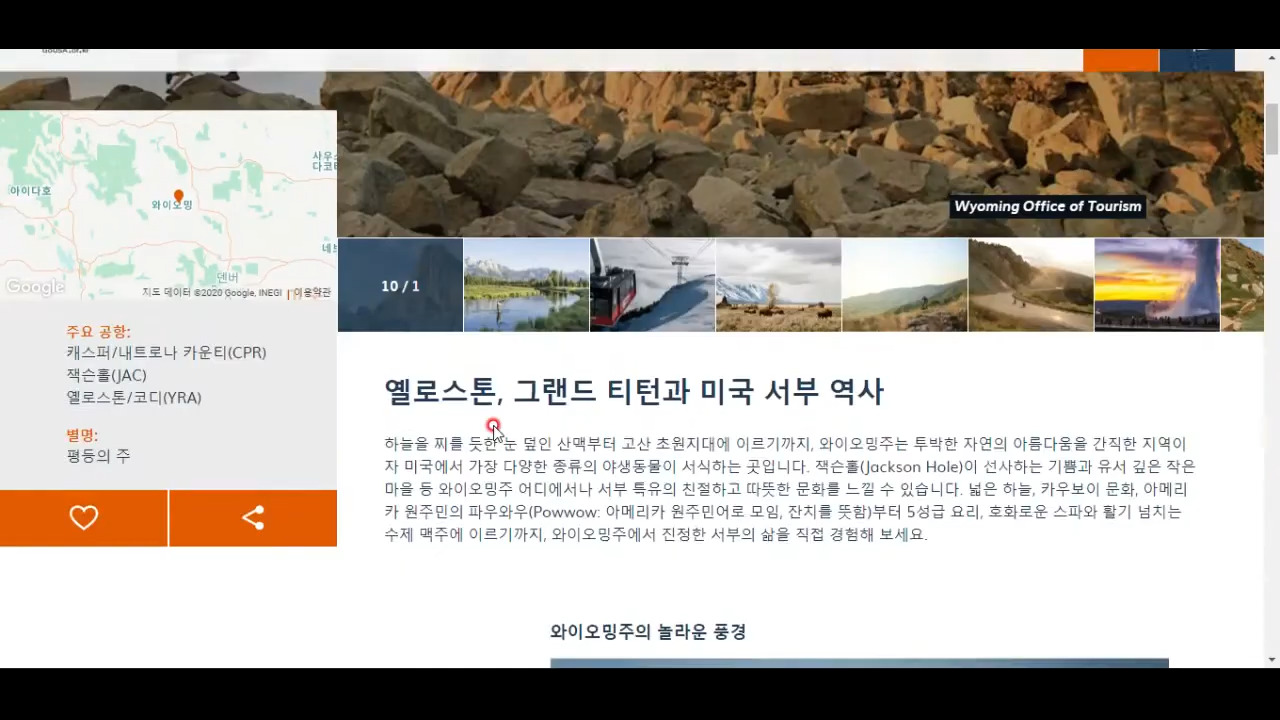 Wyoming Office of Tourism
사우스
다코타
아이다호
와이오밍
덴버
Google
지도 데이터 ©2020 Google, INEGI
이용약관
10 / 1
주요 공항:
캐스퍼/내트로나 카운티(CPR)
잭슨홀(JAC)
옐로스톤/코디(YRA)
별명:
평등의 주
옐로스톤, 그랜드 티턴과 미국 서부 역사
하늘을 찌를 듯한 눈 덮인 산맥부터 고산 초원지대에 이르기까지, 와이오밍주는 투박한 자연의 아름다움을 간직한 지역이
자 미국에서 가장 다양한 종류의 야생동물이 서식하는 곳입니다. 잭슨홀(Jackson Hole)이 선사하는 기쁨과 유서 깊은 작은
마을 등 와이오밍주 어디에서나 서부 특유의 친절하고 따뜻한 문화를 느낄 수 있습니다. 넓은 하늘, 카우보이 문화, 아메리
카 원주민의 파우와우(Powwow: 아메리카 원주민어로 모임, 잔치를 뜻함)부터 5성급 요리, 호화로운 스파와 활기 넘치는
수제 맥주에 이르기까지, 와이오밍주에서 진정한 서부의 삶을 직접 경험해 보세요.
와이오밍주의 놀라운 풍경